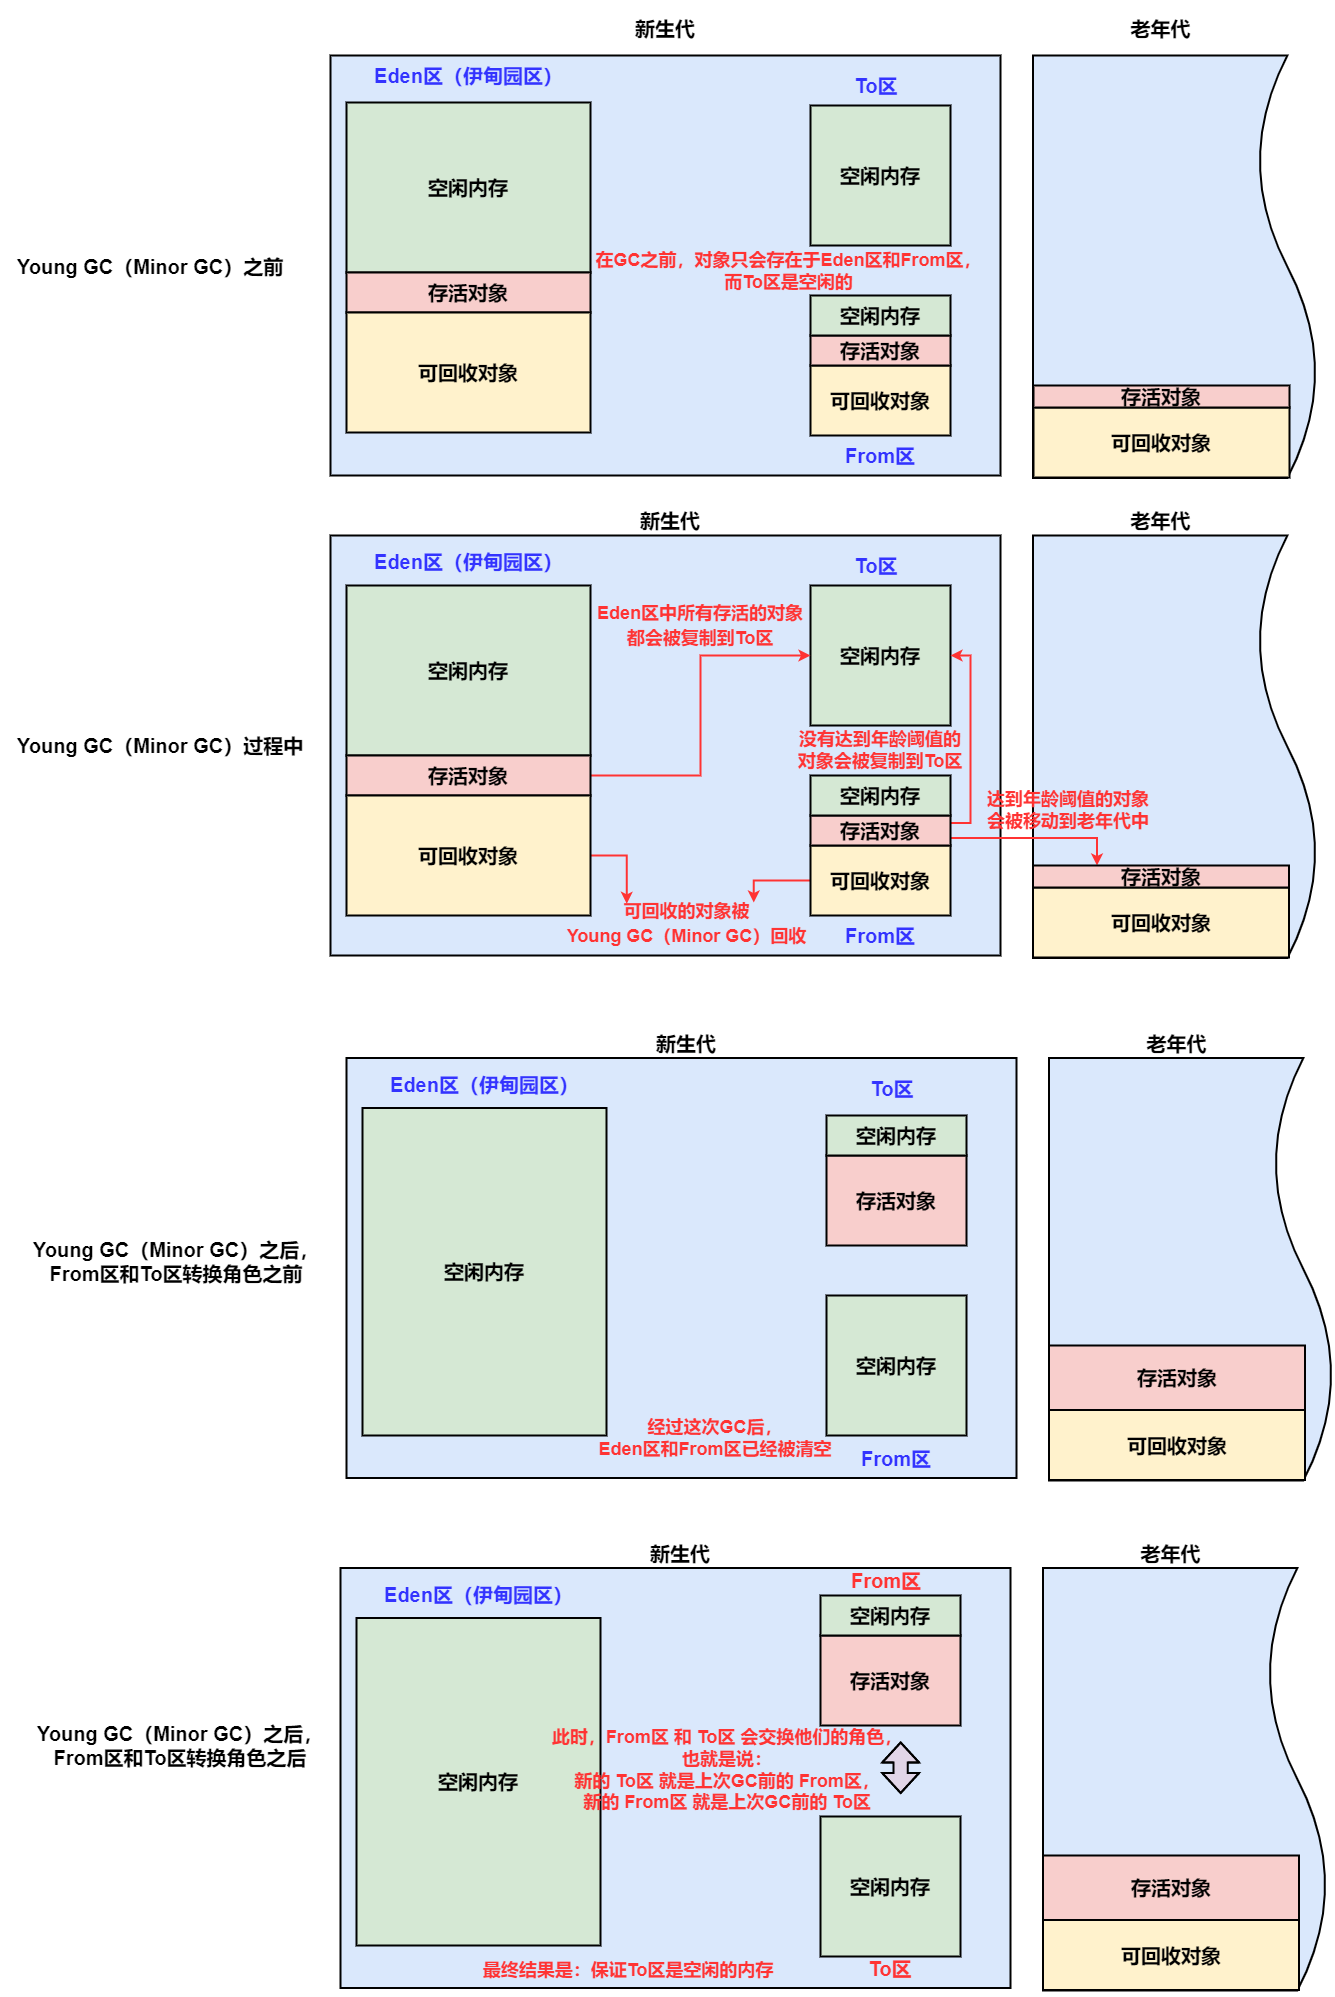 新生代
老年代
Eden区（伊甸园区）
To区
空闲内存
空闲内存
Young GC（Minor GC）之前
在GC之前，对象只会存在于Eden区和From区，
而To区是空闲的
存活对象
空闲内存
存活对象
可回收对象
可回收对象
From区
存活对象
可回收对象
新生代
老年代
Eden区（伊甸园区）
To区
Eden区中所有存活的对象
都会被复制到To区
空闲内存
空闲内存
Young GC（Minor GC）过程中
没有达到年龄阈值的
对象会被复制到To区
存活对象
空闲内存
达到年龄阈值的对象
会被移动到老年代中
存活对象
可回收对象
可回收对象
可回收的对象被
Young GC（Minor GC）回收
From区
存活对象
可回收对象
新生代
老年代
Eden区（伊甸园区）
To区
空闲内存
存活对象
Young GC（Minor GC）之后，
From区和To区转换角色之前
空闲内存
空闲内存
经过这次GC后，
Eden区和From区已经被清空
From区
存活对象
可回收对象
新生代
老年代
Eden区（伊甸园区）
From区
空闲内存
存活对象
Young GC（Minor GC）之后，
From区和To区转换角色之后
空闲内存
此时，From区 和 To区 会交换他们的角色，
也就是说：
新的 To区 就是上次GC前的 From区，
新的 From区 就是上次GC前的 To区
空闲内存
To区
最终结果是：保证To区是空闲的内存
存活对象
可回收对象